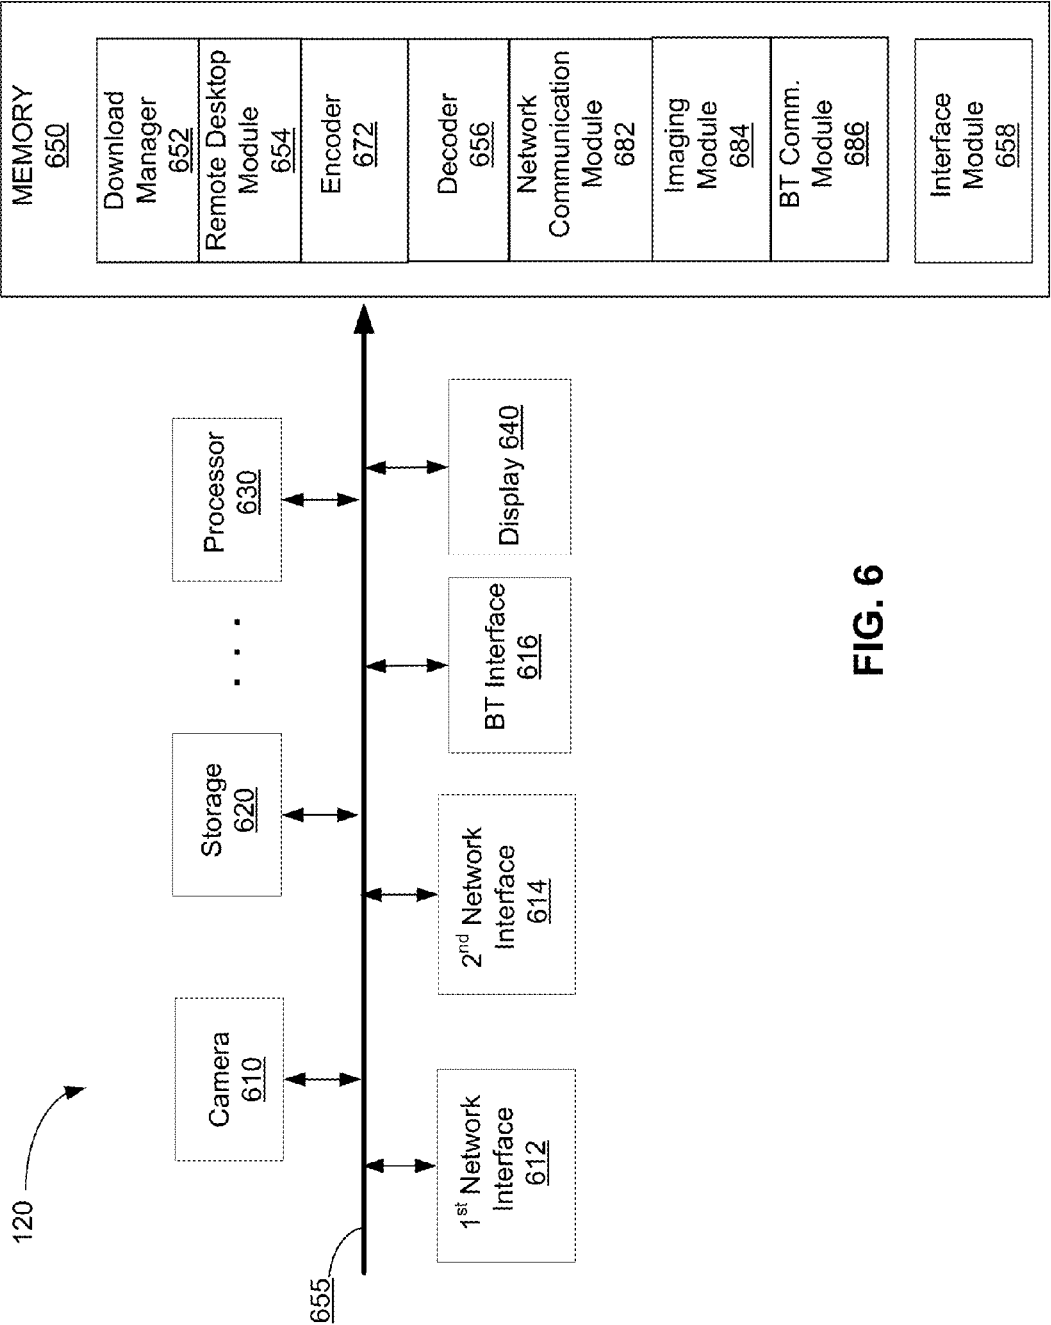 120
655
Camera
610
Storage
620
Processor
630
1st Network
Interface
612
2nd Network
Interface
614
BT Interface
616
Display 640
MEMORY
650
Download
Manager
652
Remote Desktop
Module
654
Encoder
672
Decoder
656
Network
Communication
Module
682
Imaging
Module
684
BT Comm.
Module
686
Interface
Module
658
FIG. 6